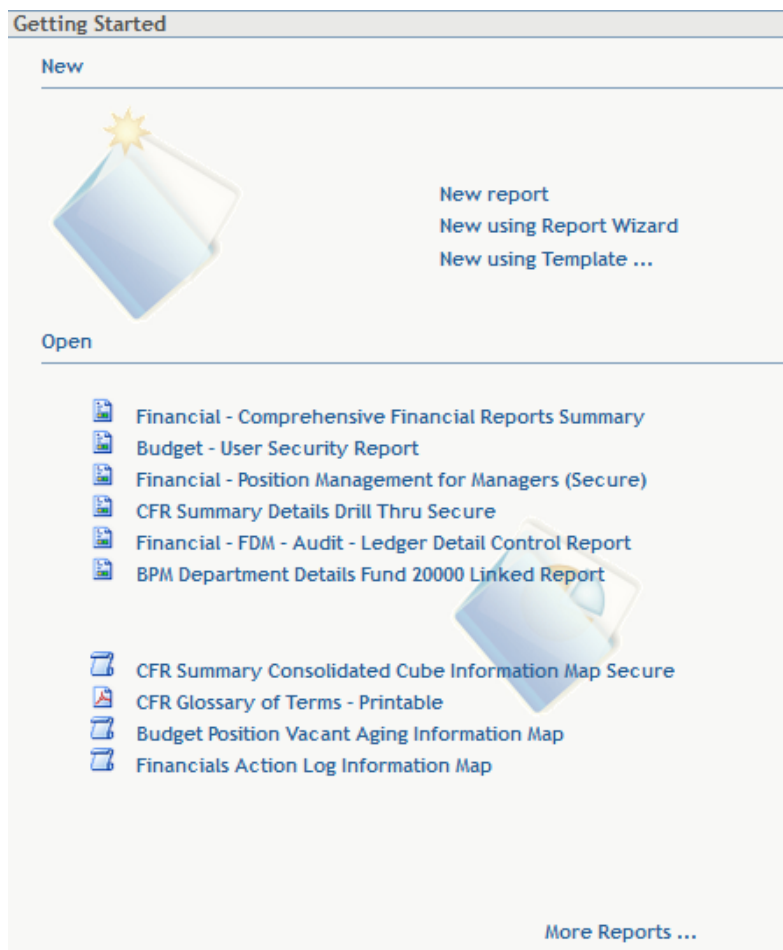 Getting Started
New
New report
New using Report Wizard
New using Template ...
Open
Financial - Comprehensive Financial Reports Summary
Budget - User Security Report
Financial - Position Management for Managers (Secure)
CFR Summary Details Drill Thru Secure
Financial - FDM - Audit - Ledger Detail Control Report
BPM Department Details Fund 20000 Linked Report
CFR Summary Consolidated Cube Information Map Secure
CFR Glossary of Terms - Printable
Budget Position Vacant Aging Information Map
Financials Action Log Information Map
More Reports ...